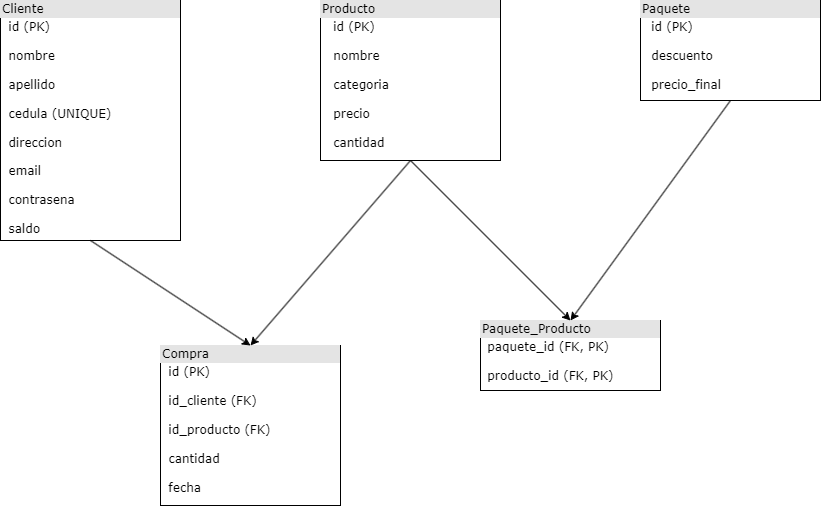 Cliente
id (PK)
nombre
apellido
cedula (UNIQUE)
direccion
email
contrasena
saldo
Producto
id (PK)
nombre
categoria
precio
cantidad
Paquete
id (PK)
descuento
precio_final
Compra
id (PK)
id_cliente (FK)
id_producto (FK)
cantidad
fecha
Paquete_Producto
paquete_id (FK, PK)
producto_id (FK, PK)